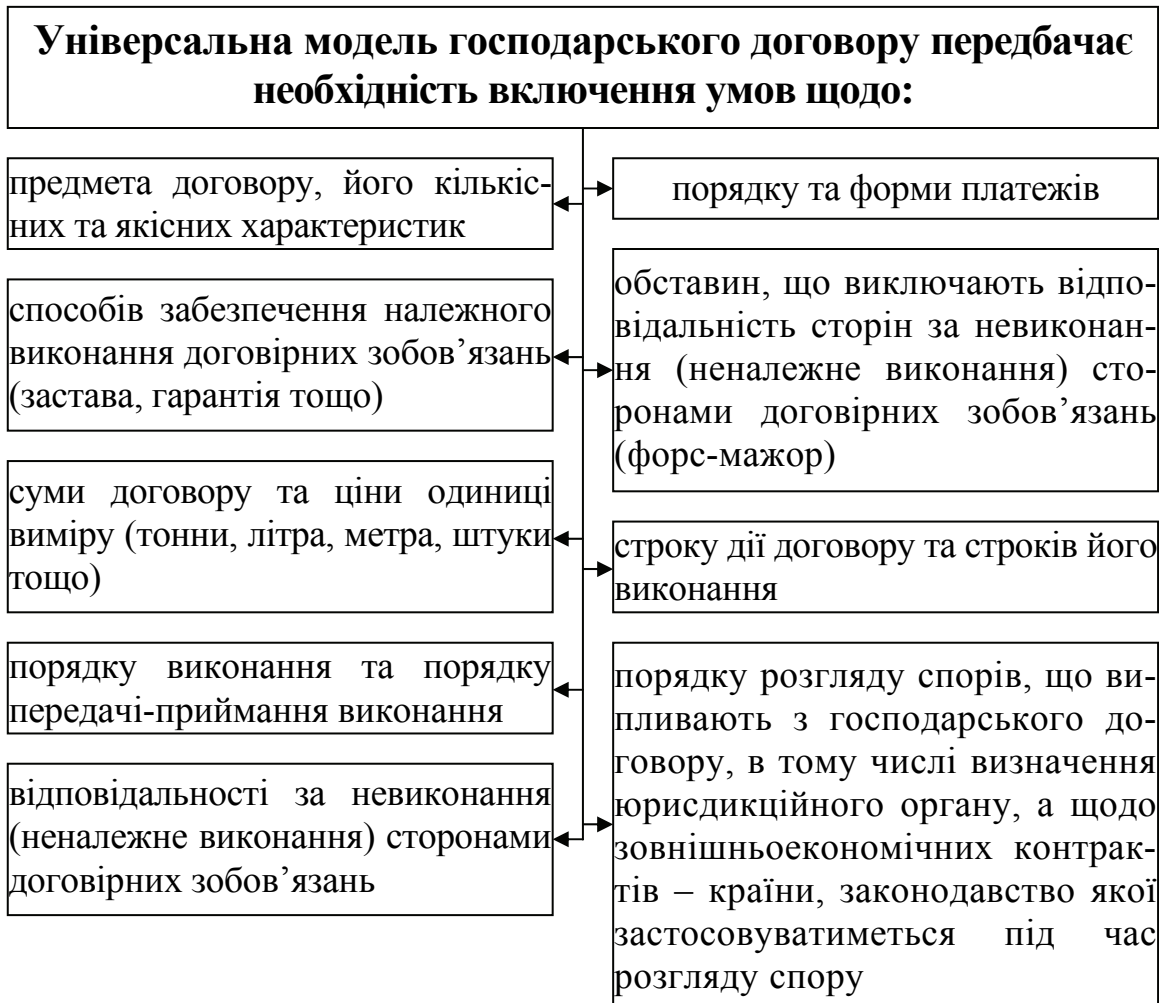 Універсальна модель господарського договору передбачає
необхідність включення умов щодо:
предмета договору, його кількіс-
них та якісних характеристик
способів забезпечення належного
виконання договірних зобов’язань
(застава, гарантія тощо)
суми договору та ціни одиниці
виміру (тонни, літра, метра, штуки
тощо)
порядку виконання та порядку
передачі-приймання виконання
відповідальності за невиконання
(неналежне виконання) сторонами
договірних зобов’язань
порядку та форми платежів
обставин, що виключають відпо-
відальність сторін за невиконан-
ня (неналежне виконання) сто-
ронами договірних зобов’язань
(форс-мажор)
строку дії договору та строків його
виконання
порядку розгляду спорів, що ви-
пливають з господарського до-
говору, в тому числі визначення
юрисдикційного органу, а щодо
зовнішньоекономічних контрак-
тів – країни, законодавство якої
застосовуватиметься під час
розгляду спору